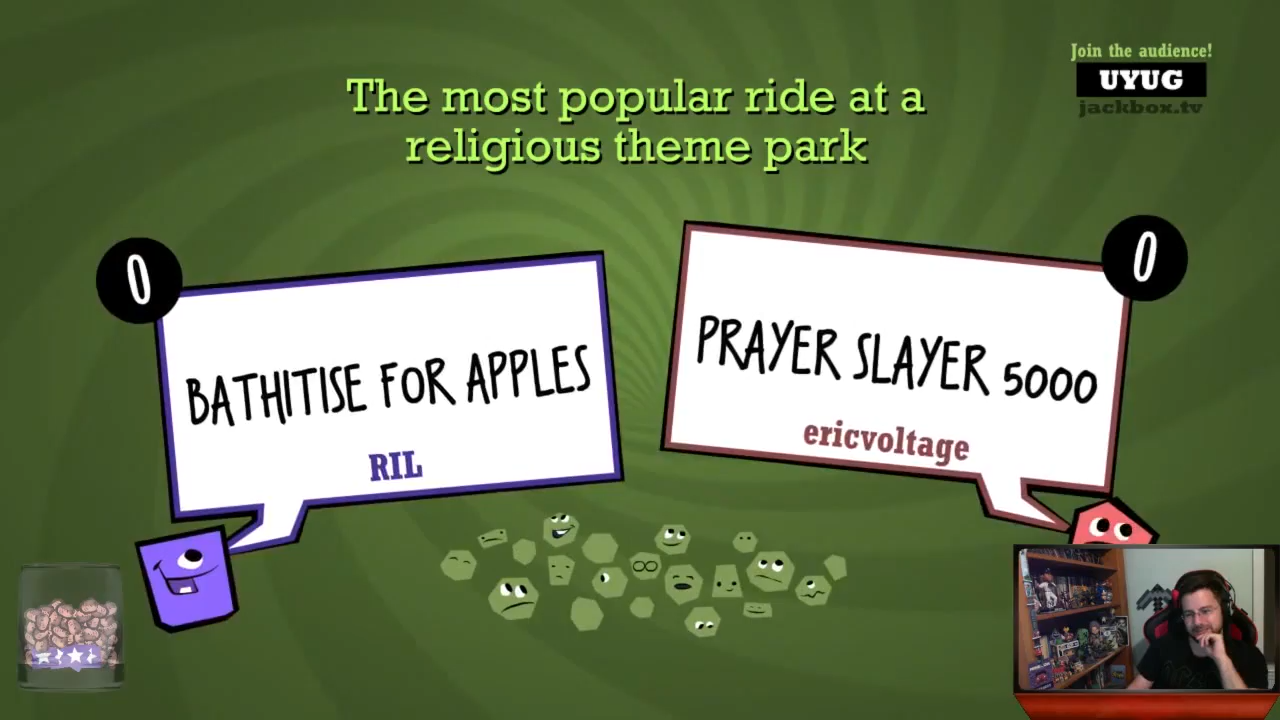 Join the audience!
UYUG
jackbox.tv
The most popular ride at a
religious theme park
0
0
BATHITISE FOR APPLES
RIL
PRAYER SLAYER 5000
ericvoltage